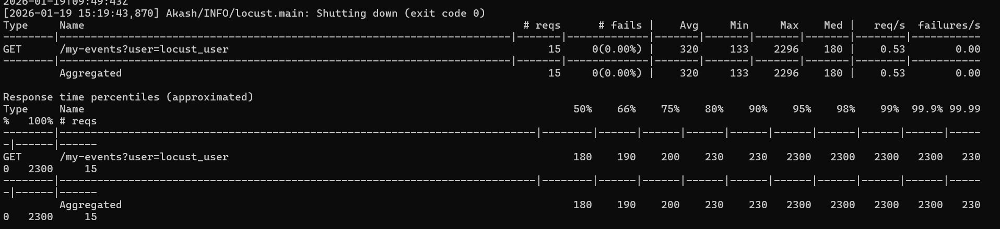 2026-01-19T09:49:43Z
[2026-01-19 15:19:43,870] Akash/INFO/locust.main: Shutting down (exit code 0)
Type     Name                                                                          # reqs      # fails |    Avg     Min     Max    Med |   req/s  failures/s
--------|------------------------------------------------------------------------|-------|-------------|-------|-------|-------|-------|--------|-----------
GET      /my-events?user=locust_user                                                       15     0(0.00%) |    320     133    2296    180 |    0.53        0.00
--------|------------------------------------------------------------------------|-------|-------------|-------|-------|-------|-------|--------|-----------
         Aggregated                                                                        15     0(0.00%) |    320     133    2296    180 |    0.53        0.00
Response time percentiles (approximated)
Type     Name                                                                              50%    66%    75%    80%    90%    95%    98%    99%  99.9% 99.99
%   100% # reqs
--------|----------------------------------------------------------------------------|--------|------|------|------|------|------|------|------|------|-----
-|------|------
GET      /my-events?user=locust_user                                                       180    190    200    230    230   2300   2300   2300   2300    230
0   2300     15
--------|----------------------------------------------------------------------------|--------|------|------|------|------|------|------|------|------|-----
-|------|------
         Aggregated                                                                        180    190    200    230    230   2300   2300   2300   2300    230
0   2300     15